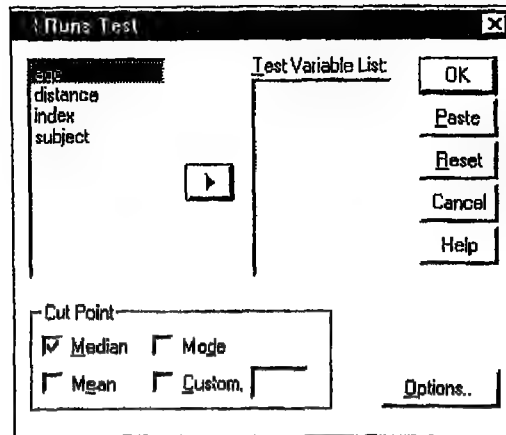 Runs Test
age
distance
index
subject
Test Variable List:
OK
Paste
Reset
Cancel
Help
Cut Point
Median
Mode
Mean
Custom.
Options..